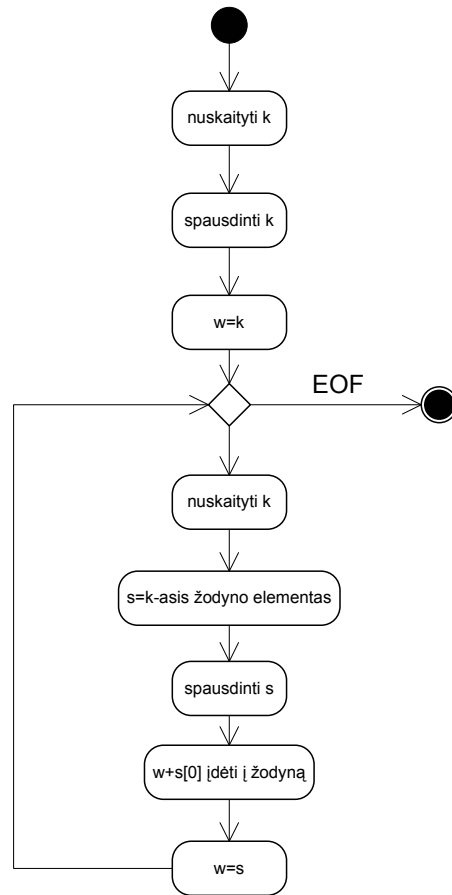 nuskaityti k
spausdinti k
w=k
EOF
nuskaityti k
s=k-asis žodyno elementas
spausdinti s
w+s[0] įdėti į žodyną
w=s